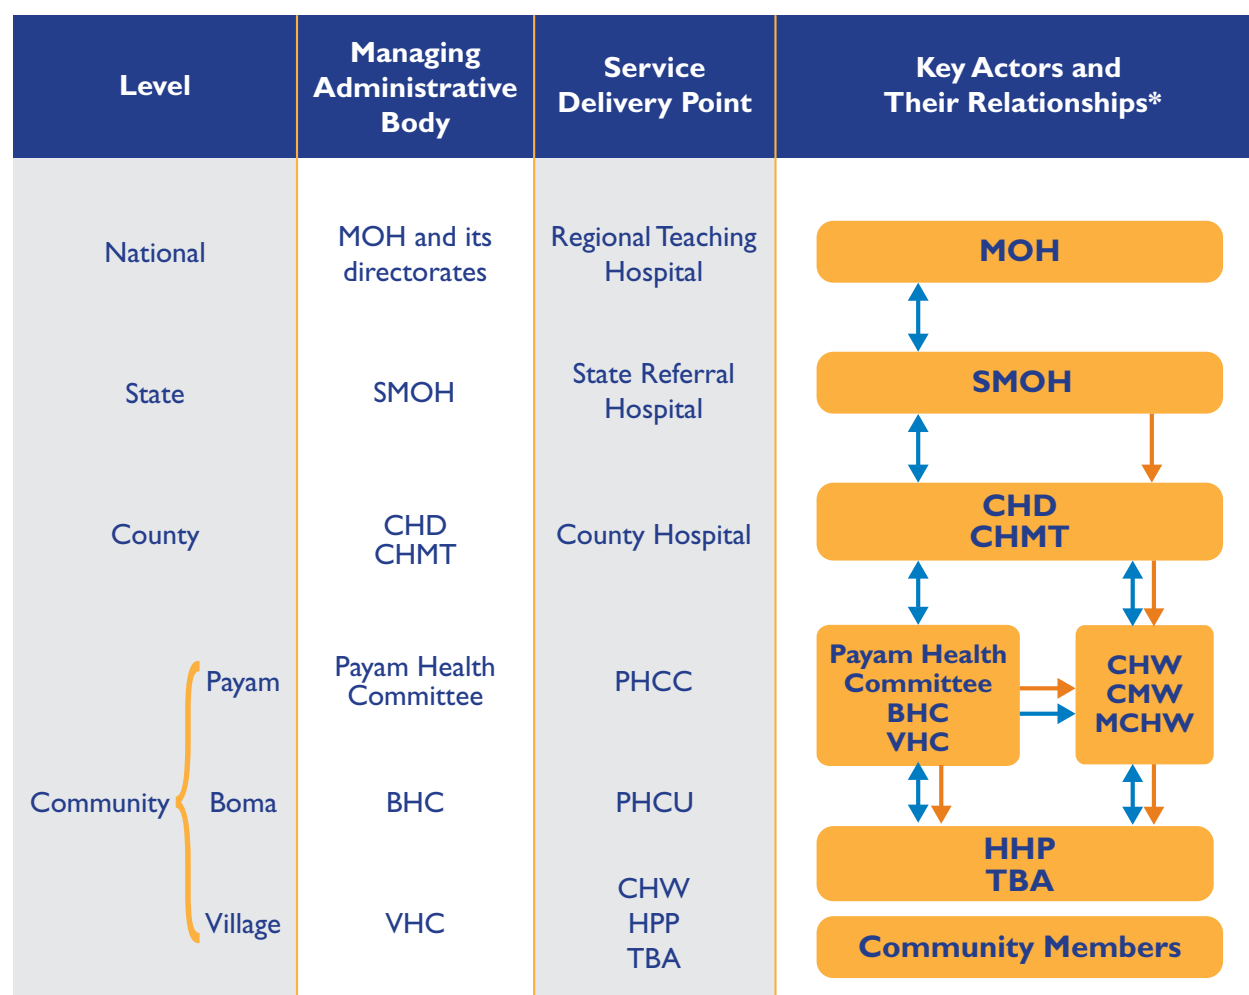 Level
Managing
Administrative
Body
Service
Delivery Point
Key Actors and
Their Relationships*
National
MOH and its
directorates
Regional Teaching
Hospital
MOH
State
SMOH
State Referral
Hospital
SMOH
County
CHD
CHMT
County Hospital
CHD
CHMT
Community
Payam
Payam Health
Committee
PHCC
Payam Health
Committee
BHC
VHC
CHW
CMW
MCHW
Boma
BHC
PHCU
HHP
TBA
Village
VHC
CHW
HPP
TBA
Community Members